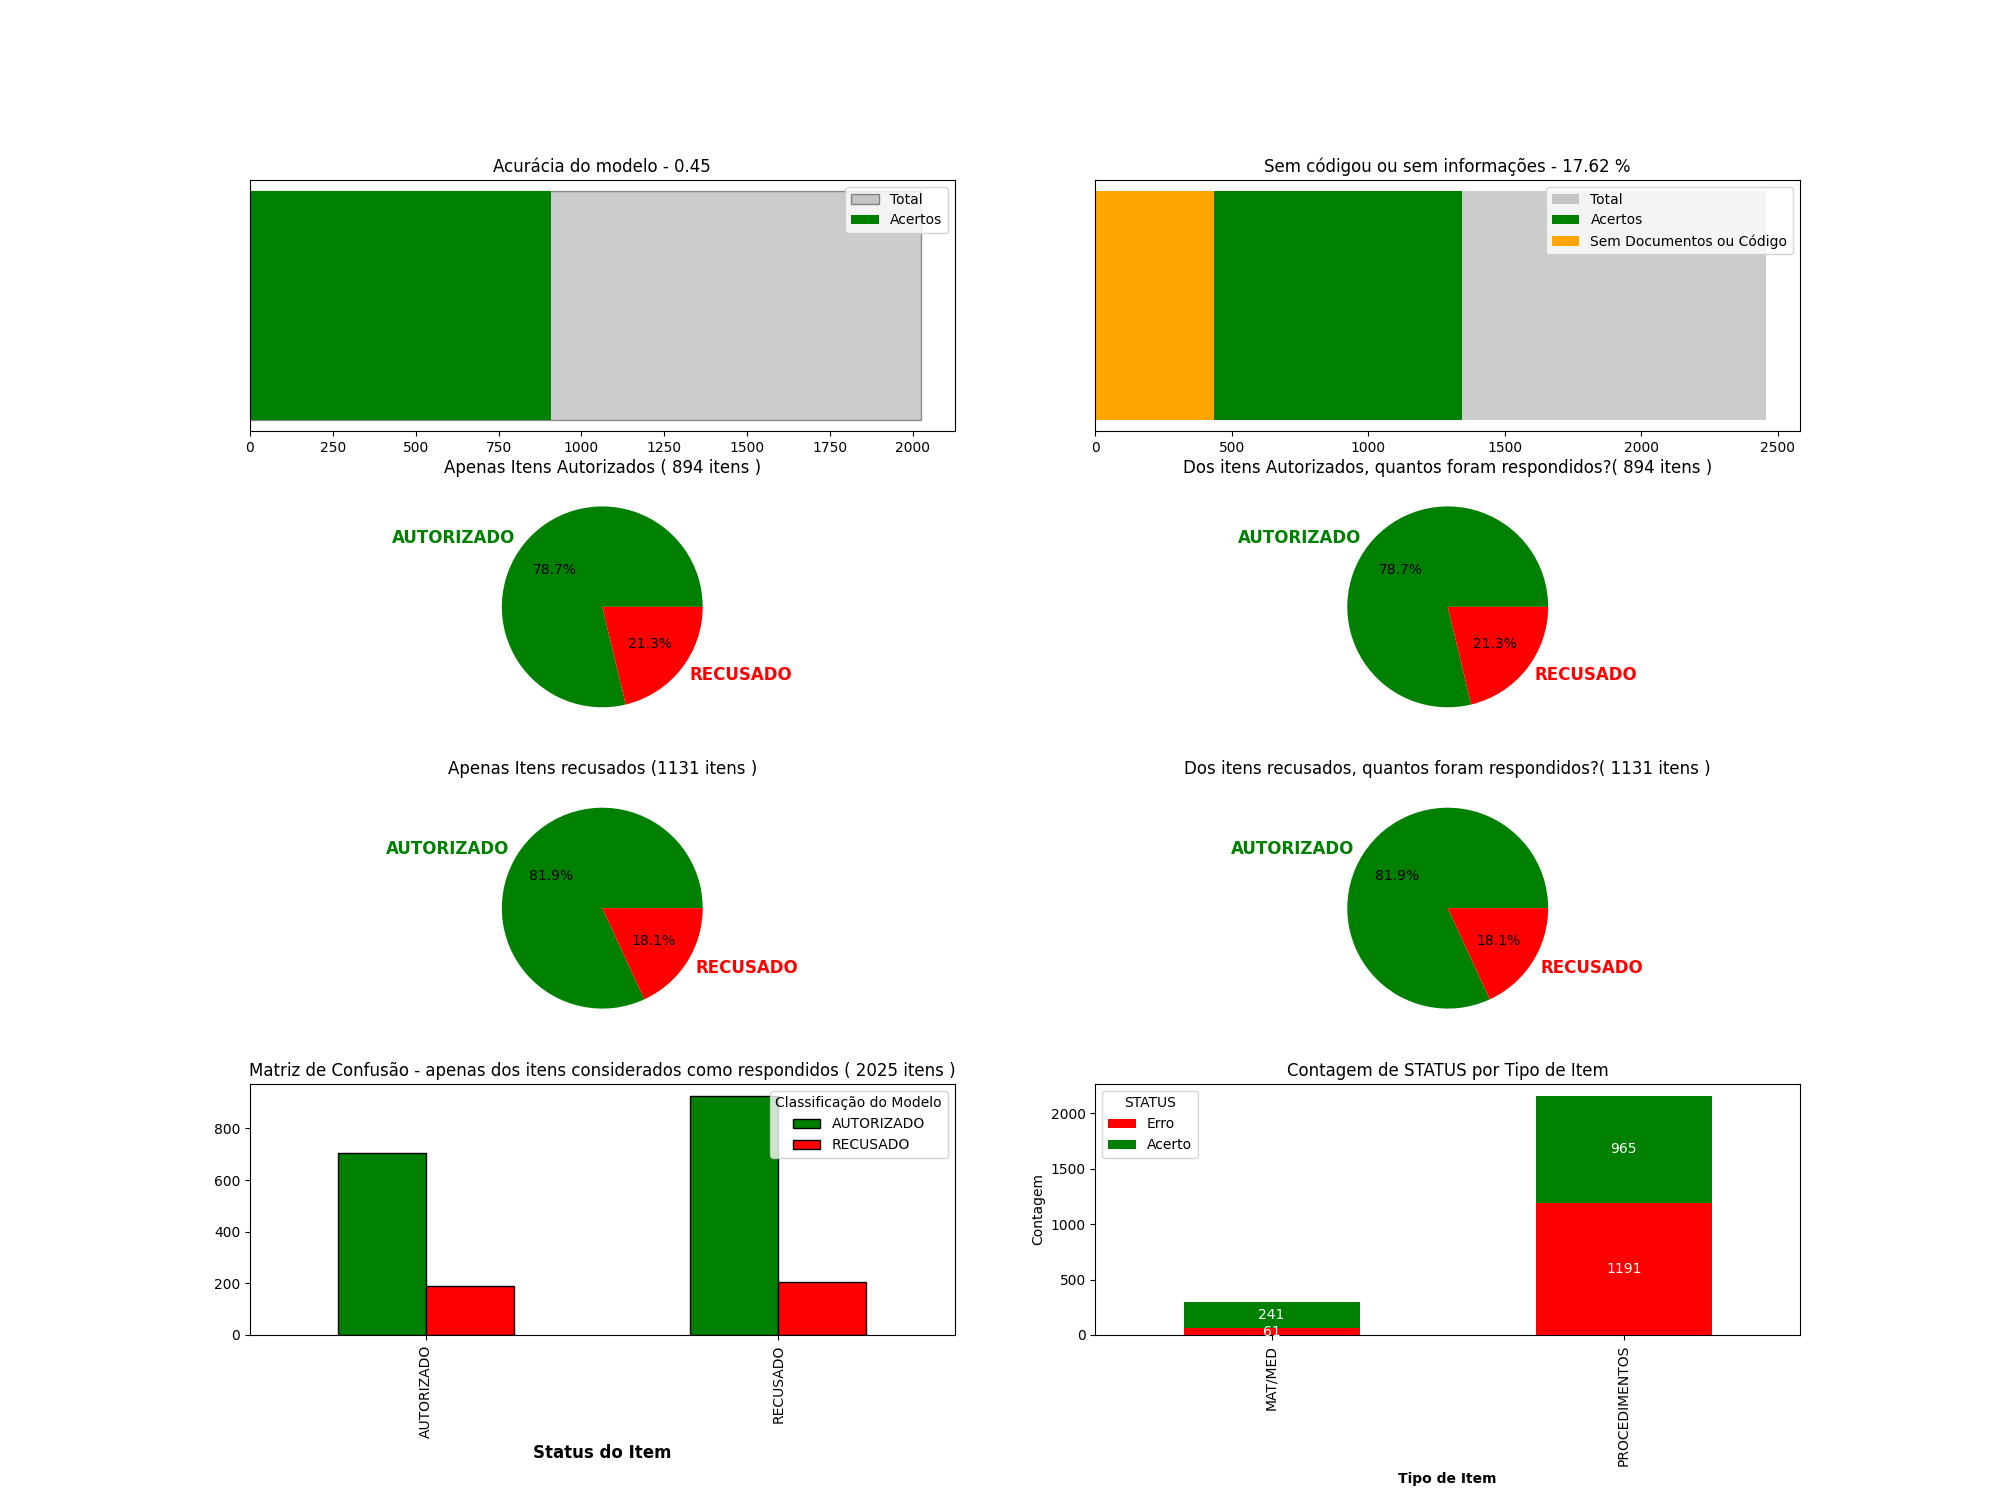 Acurácia do modelo - 0.45
Total
Acertos
0 250 500 750 1000 1250 1500 1750 2000
Sem códigou ou sem informações - 17.62 %
Total
Acertos
Sem Documentos ou Código
0 500 1000 1500 2000 2500
Apenas Itens Autorizados ( 894 itens )
AUTORIZADO
78.7%
21.3%
RECUSADO
Dos itens Autorizados, quantos foram respondidos?( 894 itens )
AUTORIZADO
78.7%
21.3%
RECUSADO
Apenas Itens recusados (1131 itens )
AUTORIZADO
81.9%
18.1%
RECUSADO
Dos itens recusados, quantos foram respondidos?( 1131 itens )
AUTORIZADO
81.9%
18.1%
RECUSADO
Matriz de Confusão - apenas dos itens considerados como respondidos ( 2025 itens )
Classificação do Modelo
AUTORIZADO
RECUSADO
800
600
400
200
0
AUTORIZADO
RECUSADO
Status do Item
Contagem de STATUS por Tipo de Item
STATUS
Erro
Acerto
Contagem
2000
1500
1000
500
0
965
1191
241
61
MAT/MED
PROCEDIMENTOS
Tipo de Item